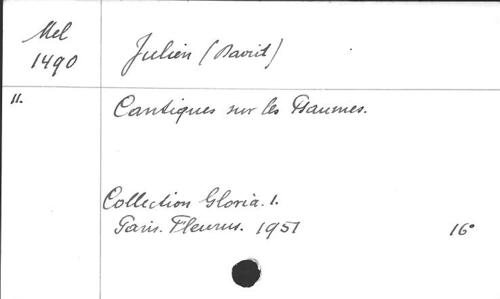 Mel
1490
Julien (David)
11.
Cantiques sur les Psaumes.
Collection Gloria. 1.
Paris. Fleurus. 1951
16°